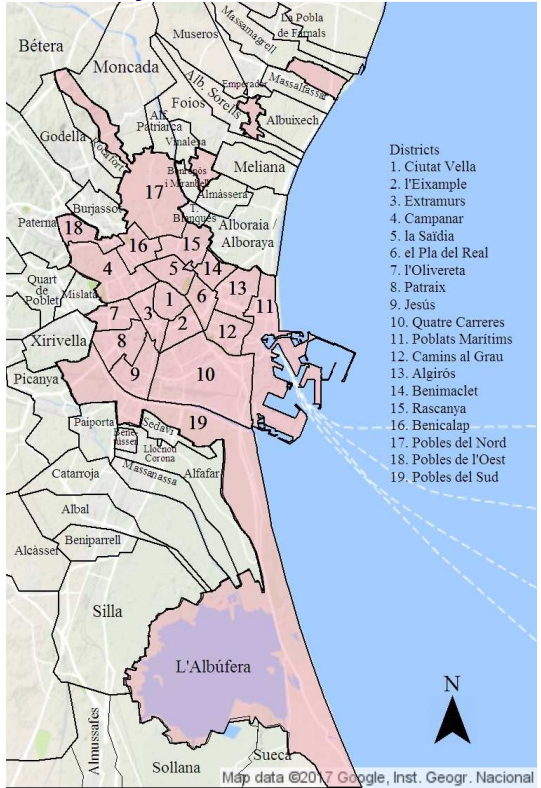 La Pobla
de Farnals
Massamagrell
Museros
Bétera
Moncada
Emperador
Massalfassar
Alb. Sorells
Foios
Albuixech
Alf.
Patriarca
Vinalesa
Godella
Rocafort
Meliana
Bonrepòs
i Mirambell
Almàssera
17
Burjassot
T.
Blanques
Alboraia /
Alboraya
Paterna
18
16
15
4
5
14
13
Quart
de
Poblet
Mislata
6
11
1
7
3
2
12
Xirivella
8
9
10
Picanya
19
Paiporta
Sedaví
Bene-
tússer
Llocnou
Corona
Catarroja
Massanassa
Alfafar
Albal
Beniparrell
Alcàsser
Silla
L'Albúfera
Almussafes
Sollana
Sueca
Districts
1. Ciutat Vella
2. l'Eixample
3. Extramurs
4. Campanar
5. la Saïdia
6. el Pla del Real
7. l'Olivereta
8. Patraix
9. Jesús
10. Quatre Carreres
11. Poblats Marítims
12. Camins al Grau
13. Algirós
14. Benimaclet
15. Rascanya
16. Benicalap
17. Pobles del Nord
18. Pobles de l'Oest
19. Pobles del Sud
N
Map data ©2017 Google, Inst. Geogr. Nacional